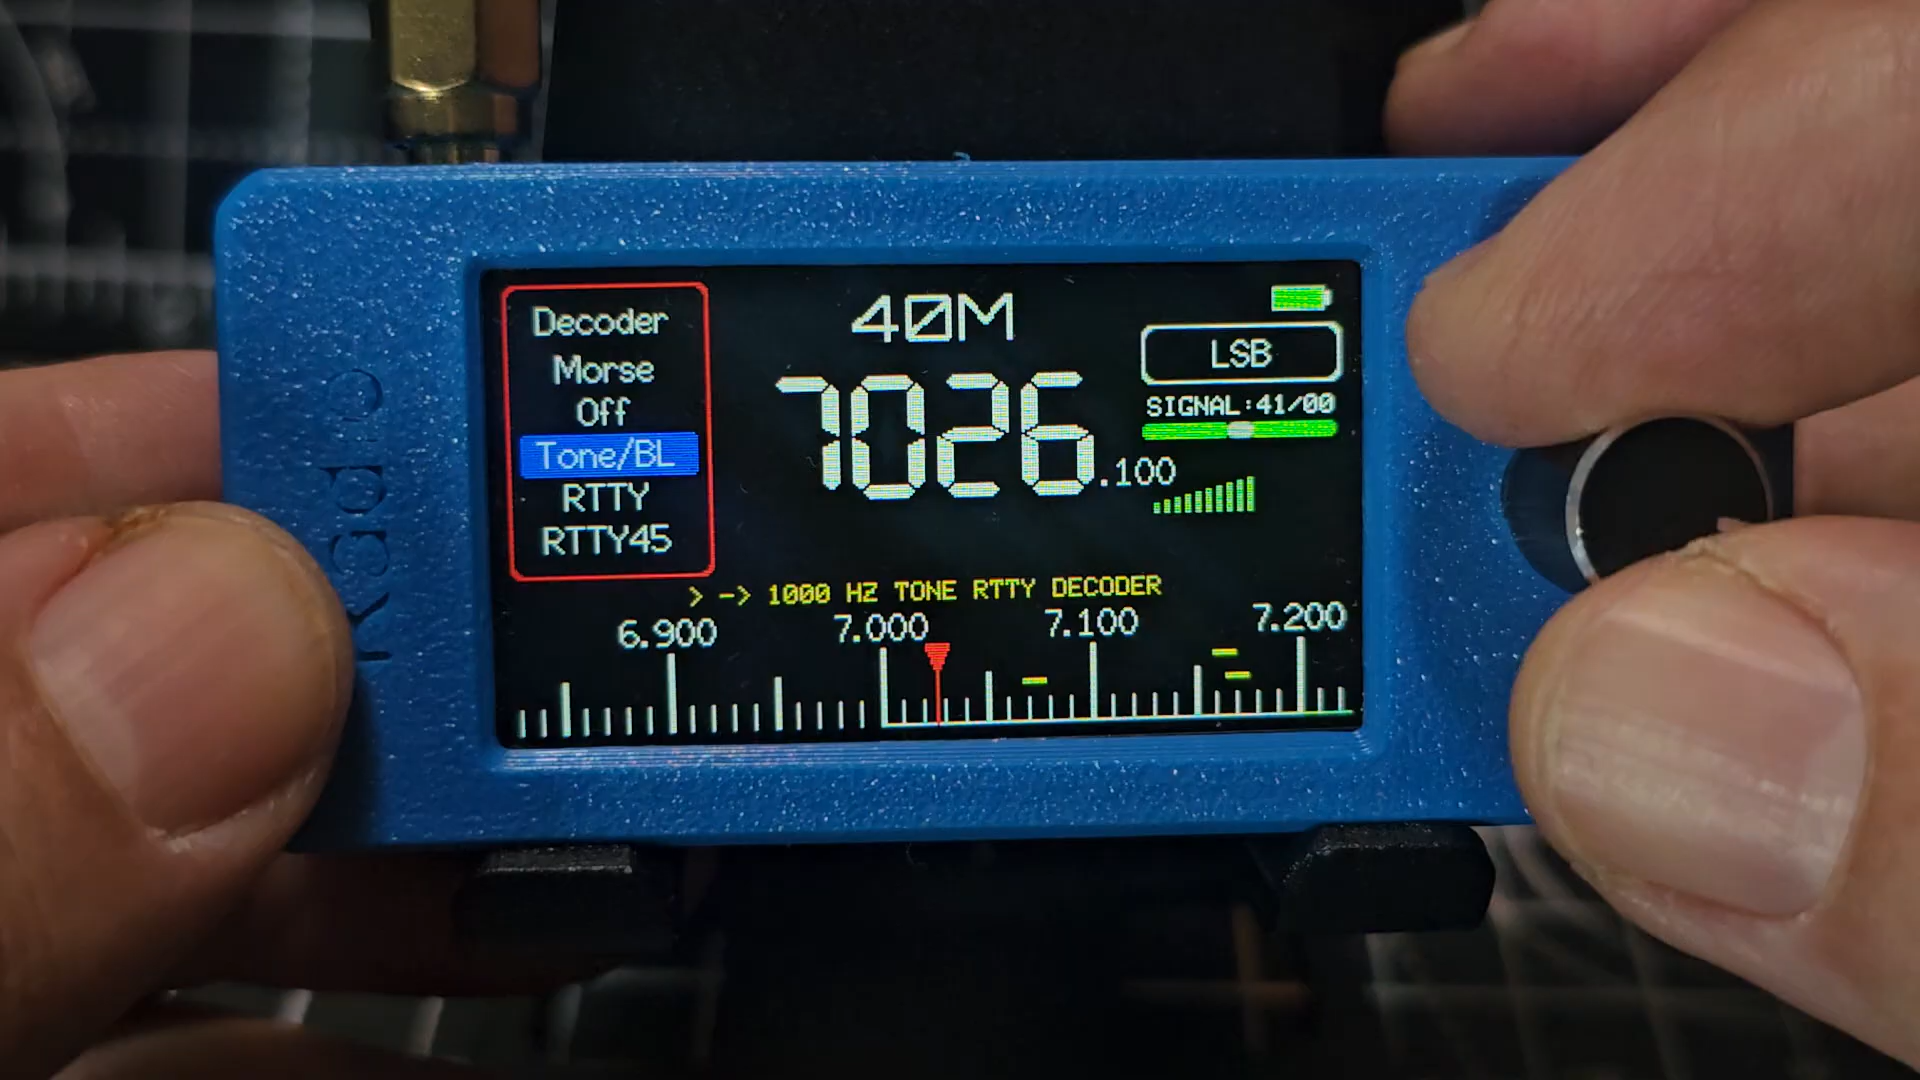 Radio
Decoder
Morse
Off
Tone/BL
RTTY
RTTY45
40M
7026.100
LSB
SIGNAL:41/00
> -> 1000 HZ TONE RTTY DECODER
6.900 7.000 7.100 7.200